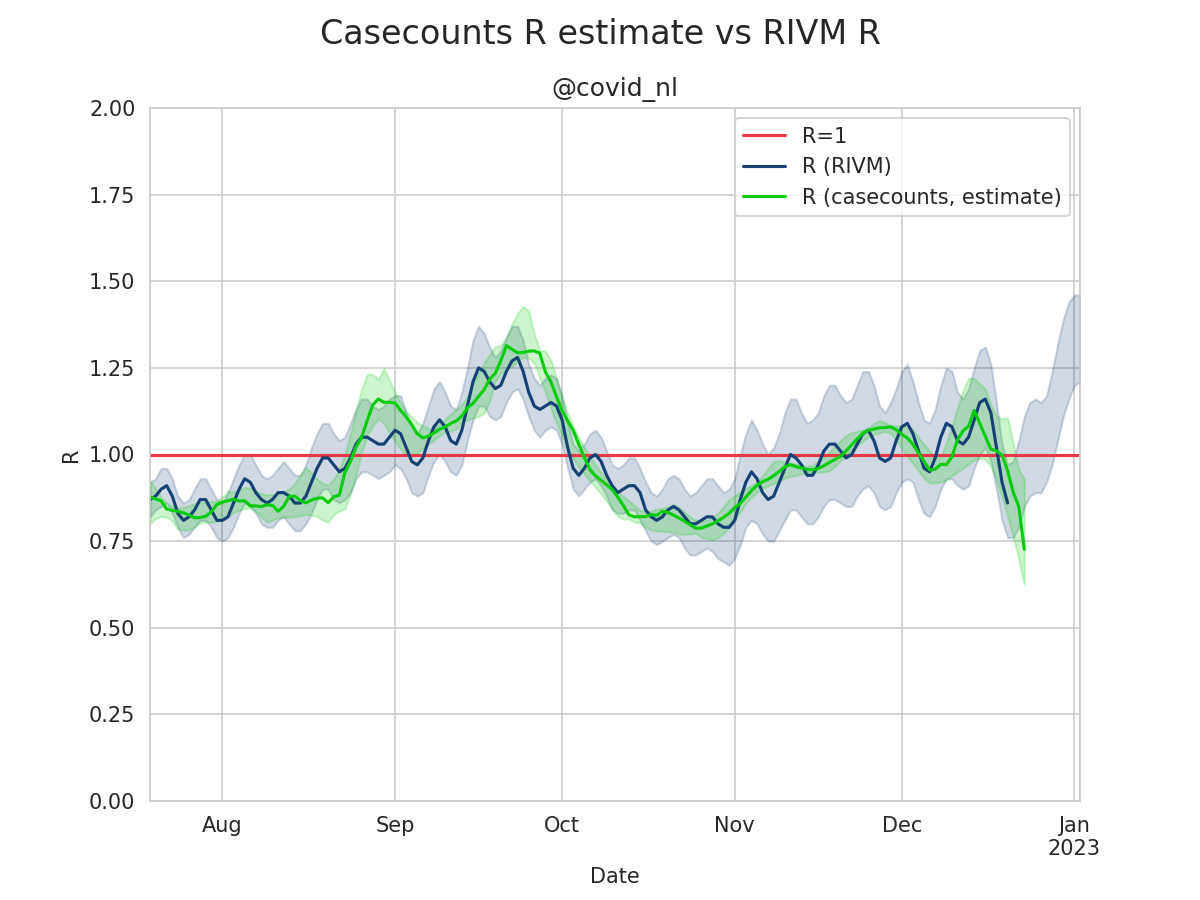 Casecounts R estimate vs RIVM R
@covid_nl
R=1
R (RIVM)
R (casecounts, estimate)
2.00
1.75
1.50
1.25
1.00
0.75
0.50
0.25
0.00
R
Aug Sep Oct Nov Dec Jan
2023
Date